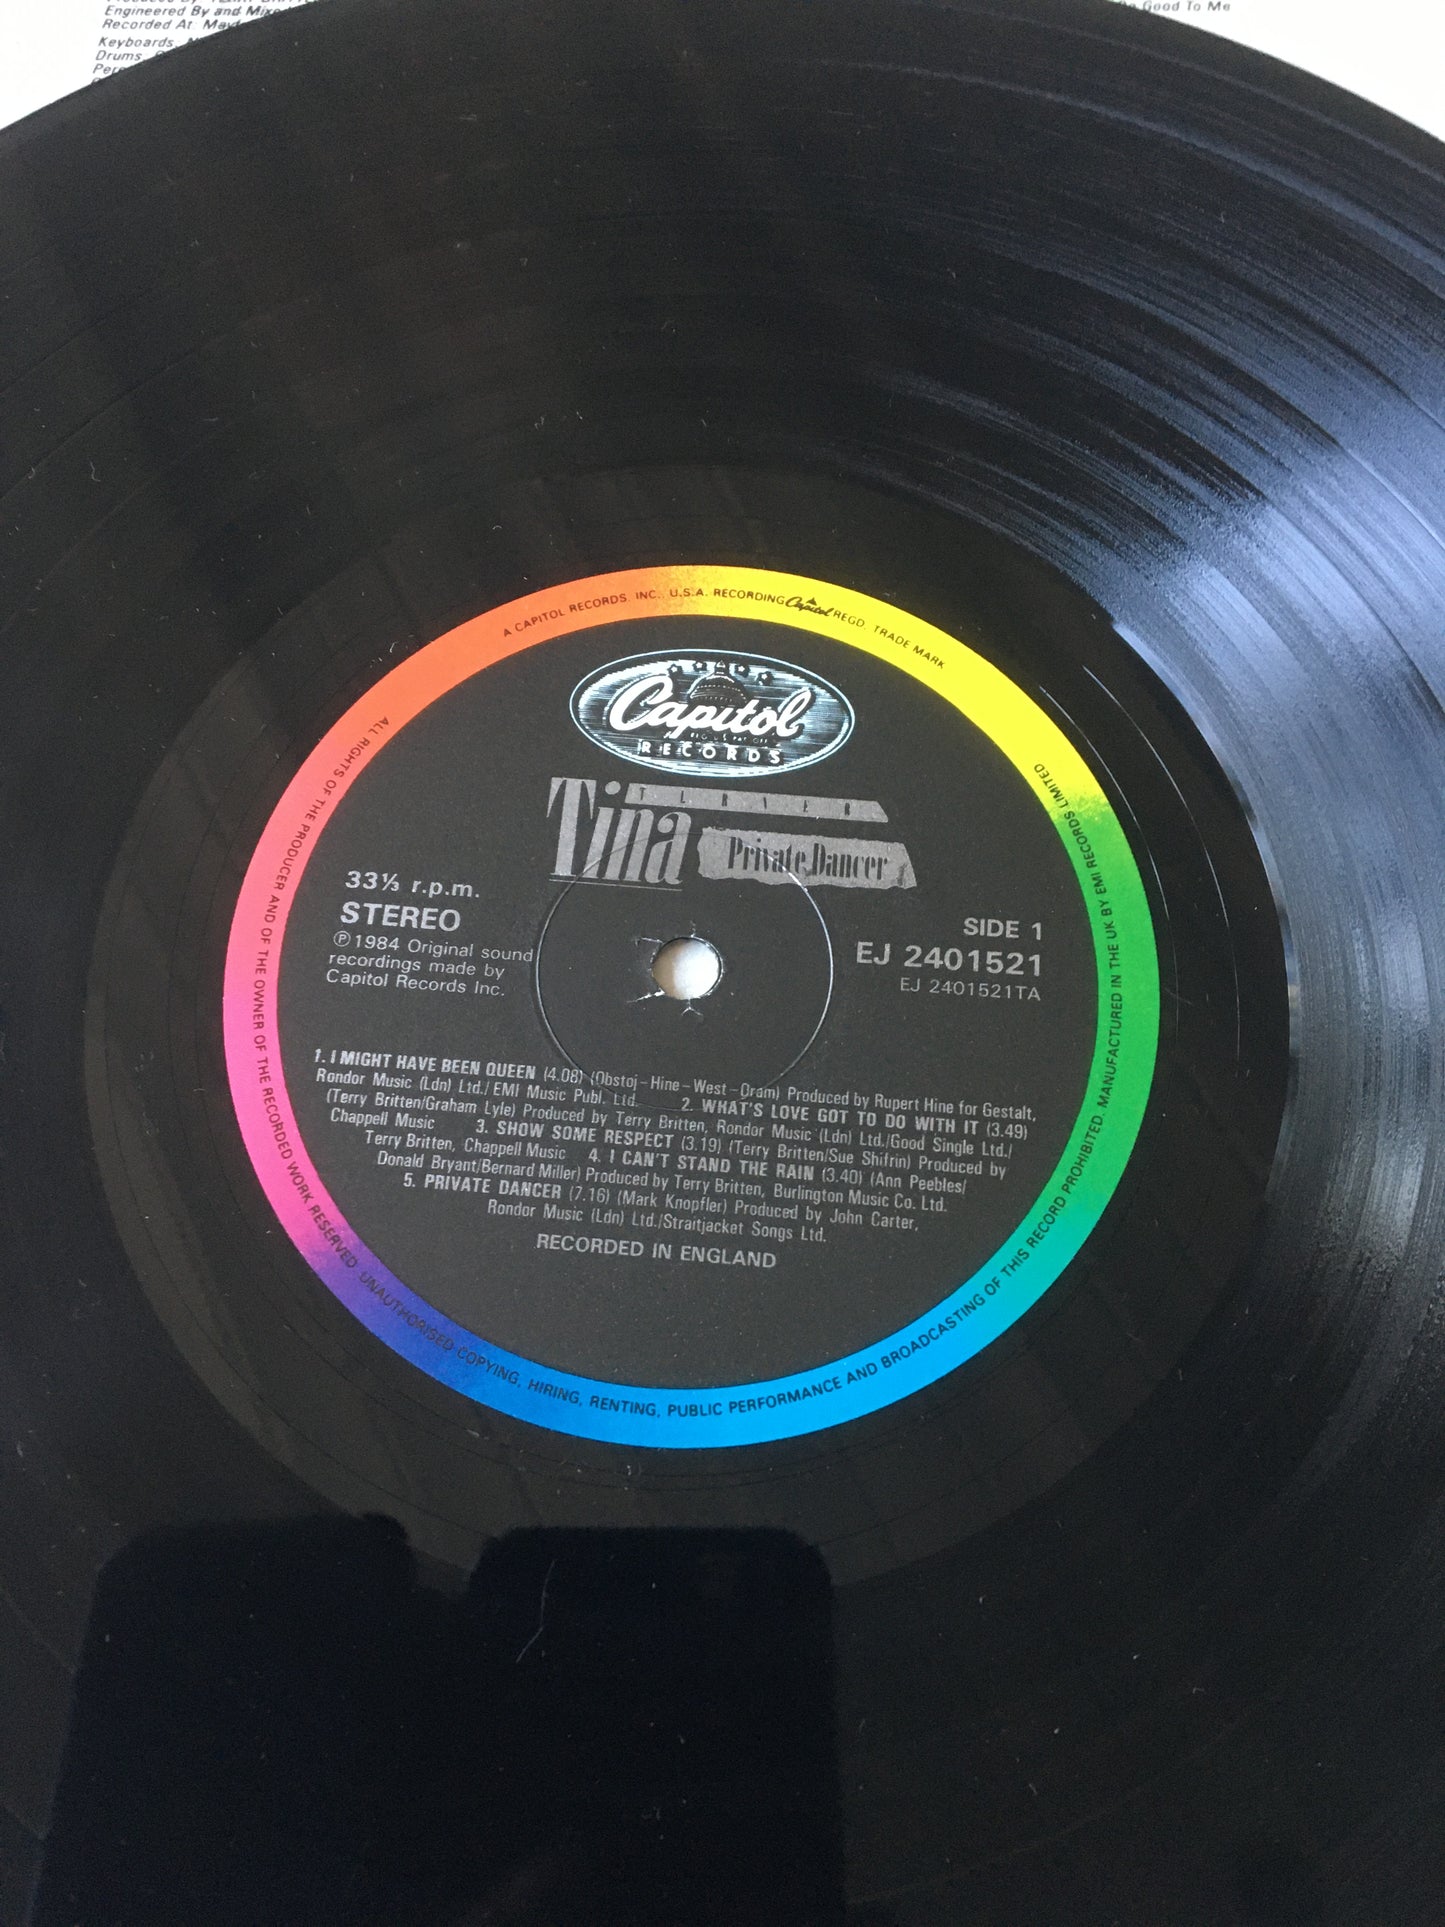 Engineered By and Mixe
Recorded At: May
Keyboards,
Drums,
Good To Me
A CAPITOL RECORDS, INC., U.S.A. RECORDING Capitol REGD. TRADE MARK
Capitol
RECORDS
Tina
TURNER
Private Dancer
33⅓ r.p.m.
STEREO
℗ 1984 Original sound
recordings made by
Capitol Records Inc.
SIDE 1
EJ 2401521
EJ 2401521TA
1. I MIGHT HAVE BEEN QUEEN (4.08) (Obstoj-Hine-West-Oram) Produced by Rupert Hine for Gestalt,
Rondor Music (Ldn) Ltd./EMI Music Publ. Ltd. 2. WHAT'S LOVE GOT TO DO WITH IT (3.49)
(Terry Britten/Graham Lyle) Produced by Terry Britten, Rondor Music (Ldn) Ltd./Good Single Ltd./
Chappell Music 3. SHOW SOME RESPECT (3.19) (Terry Britten/Sue Shifrin) Produced by
Terry Britten, Chappell Music 4. I CAN'T STAND THE RAIN (3.40) (Ann Peebles/
Donald Bryant/Bernard Miller) Produced by Terry Britten, Burlington Music Co. Ltd.
5. PRIVATE DANCER (7.16) (Mark Knopfler) Produced by John Carter,
Rondor Music (Ldn) Ltd./Straitjacket Songs Ltd.
RECORDED IN ENGLAND
ALL RIGHTS OF THE PRODUCER AND OF THE OWNER OF THE RECORDED WORK RESERVED. UNAUTHORISED COPYING, HIRING, RENTING, PUBLIC PERFORMANCE AND BROADCASTING OF THIS RECORD PROHIBITED. MANUFACTURED IN THE UK BY EMI RECORDS LIMITED